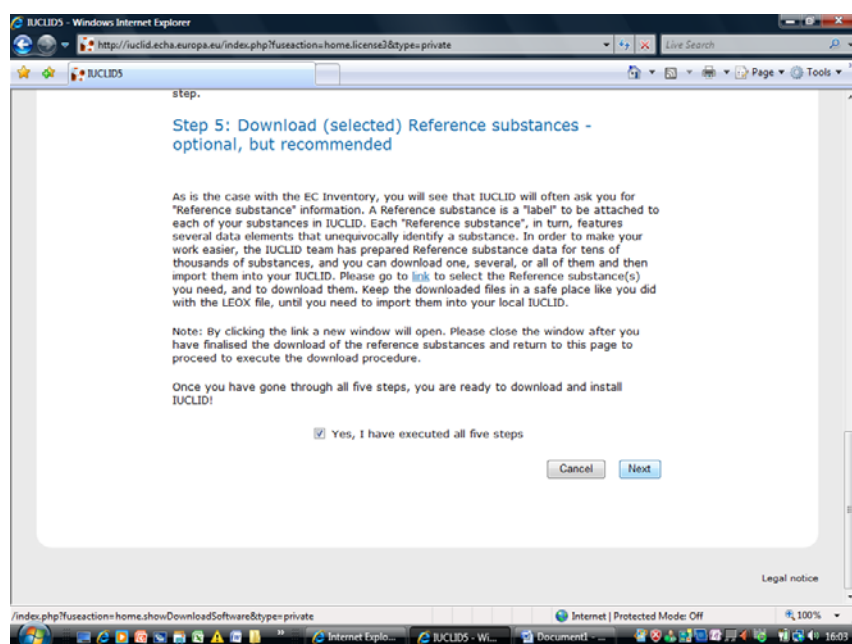 IUCLID5 - Windows Internet Explorer
http://iuclid.echa.europa.eu/index.php?fuseaction=home.license3&type=private
Live Search
IUCLID5
Page
Tools
step.
Step 5: Download (selected) Reference substances -
optional, but recommended
As is the case with the EC Inventory, you will see that IUCLID will often ask you for
"Reference substance" information. A Reference substance is a "label" to be attached to
each of your substances in IUCLID. Each "Reference substance", in turn, features
several data elements that unequivocally identify a substance. In order to make your
work easier, the IUCLID team has prepared Reference substance data for tens of
thousands of substances, and you can download one, several, or all of them and then
import them into your IUCLID. Please go to link to select the Reference substance(s)
you need, and to download them. Keep the downloaded files in a safe place like you did
with the LEOX file, until you need to import them into your local IUCLID.
Note: By clicking the link a new window will open. Please close the window after you
have finalised the download of the reference substances and return to this page to
proceed to execute the download procedure.
Once you have gone through all five steps, you are ready to download and install
IUCLID!
Yes, I have executed all five steps
Cancel Next
Legal notice
/index.php?fuseaction=home.showDownloadSoftware&type=private
Internet | Protected Mode: Off
100%
Internet Explo... IUCLID5 - Wi... Document1 - ... 16:03